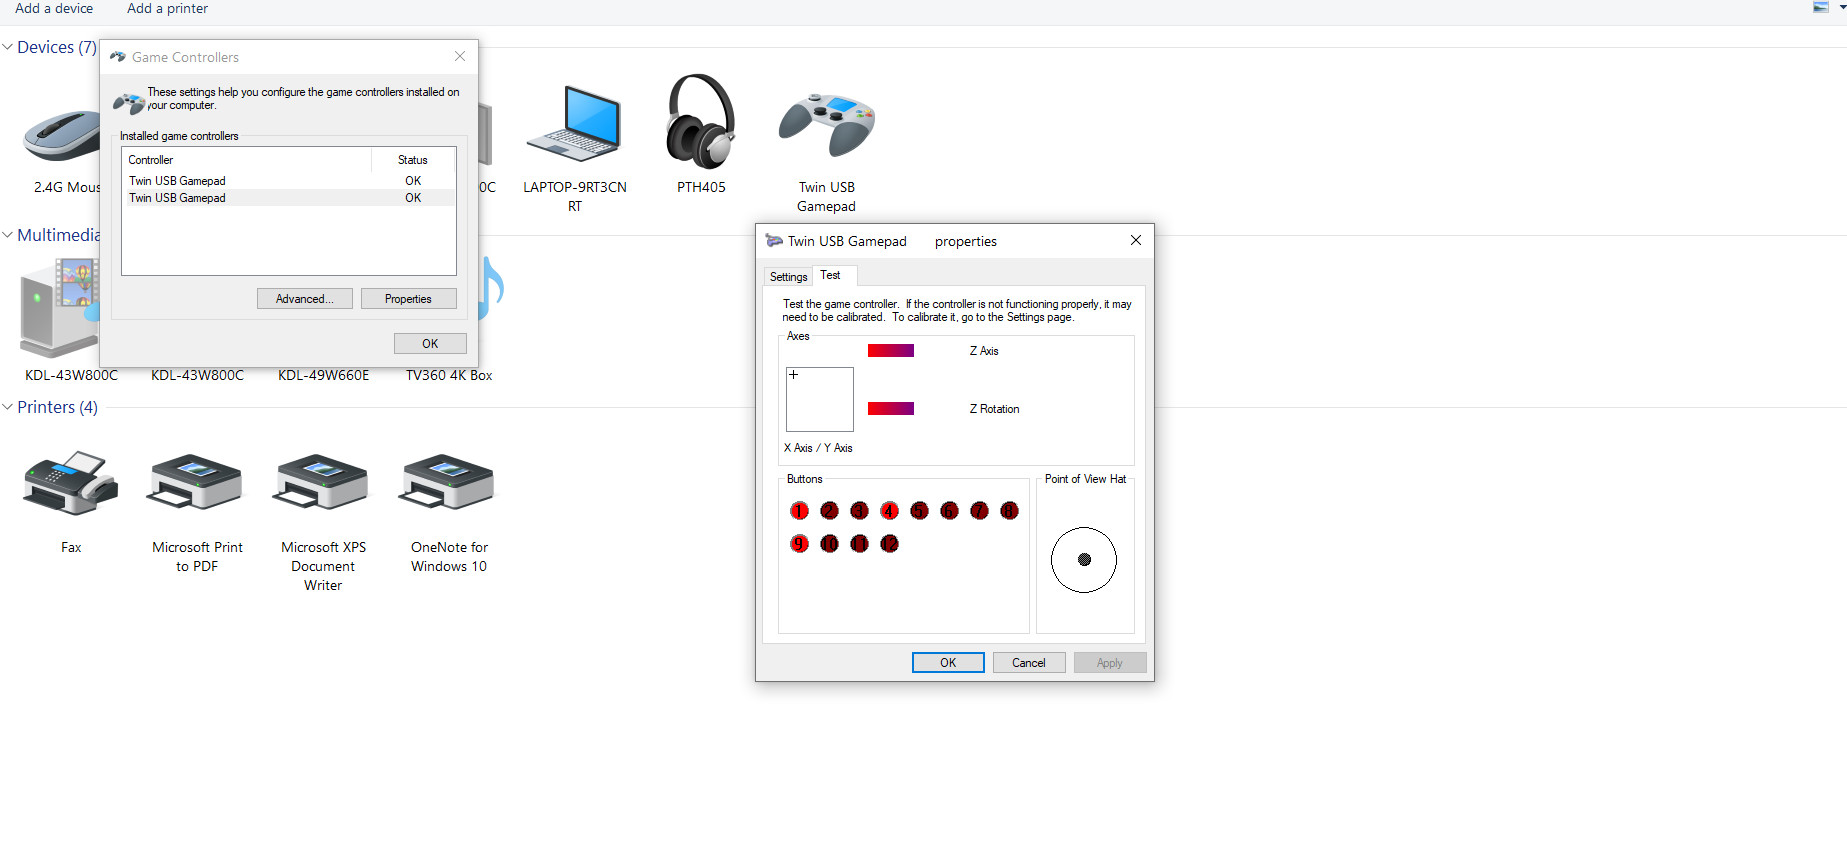 Add a device
Add a printer
Devices (7)
2.4G Mous
0C
LAPTOP-9RT3CN
RT
PTH405
Twin USB
Gamepad
Game Controllers
These settings help you configure the game controllers installed on
your computer.
Installed game controllers
Controller Status
Twin USB Gamepad OK
Twin USB Gamepad OK
Advanced...
Properties
OK
Multimedia
KDL-43W800C
KDL-43W800C
KDL-49W660E
TV360 4K Box
Printers (4)
Fax
Microsoft Print
to PDF
Microsoft XPS
Document
Writer
OneNote for
Windows 10
Twin USB Gamepad properties
Settings
Test
Test the game controller. If the controller is not functioning properly, it may
need to be calibrated. To calibrate it, go to the Settings page.
Axes
Z Axis
Z Rotation
X Axis / Y Axis
Buttons
1 2 3 4 5 6 7 8
9 10 11 12
Point of View Hat
OK
Cancel
Apply